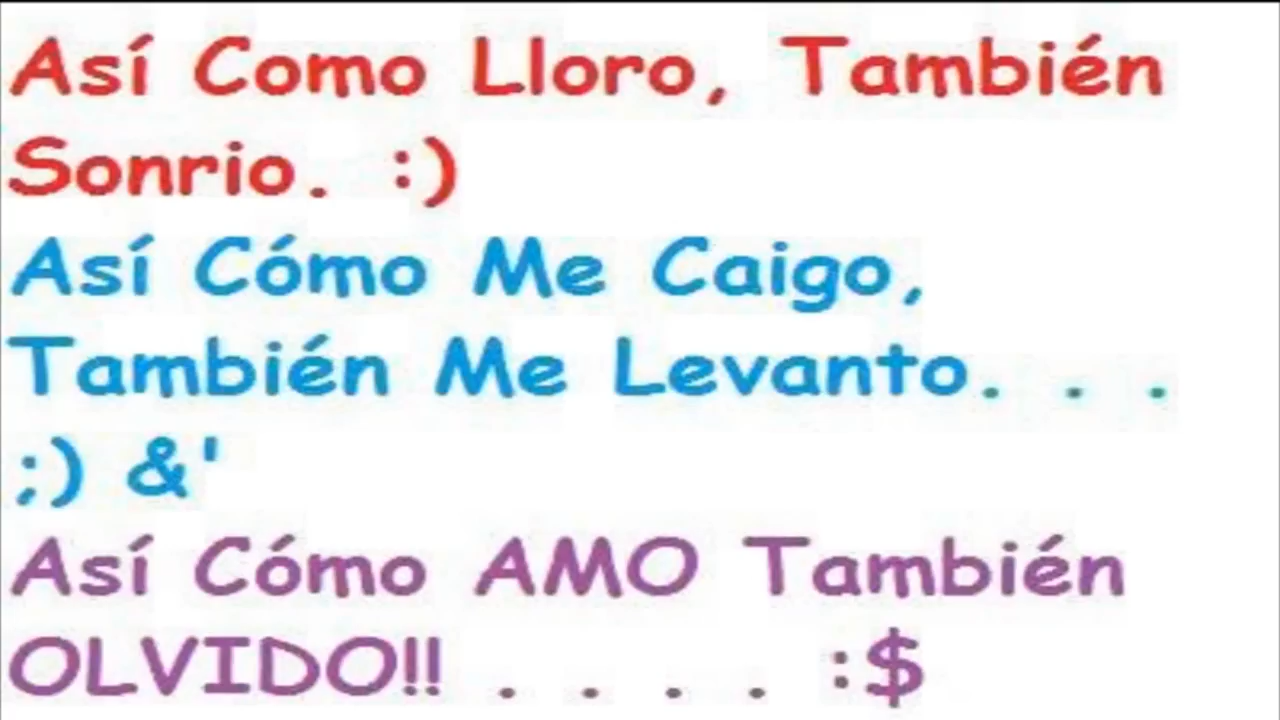 Así Como Lloro, También
Sonrio. :)
Así Cómo Me Caigo,
También Me Levanto. . .
;) &'
Así Cómo AMO También
OLVIDO!! . . . . :$